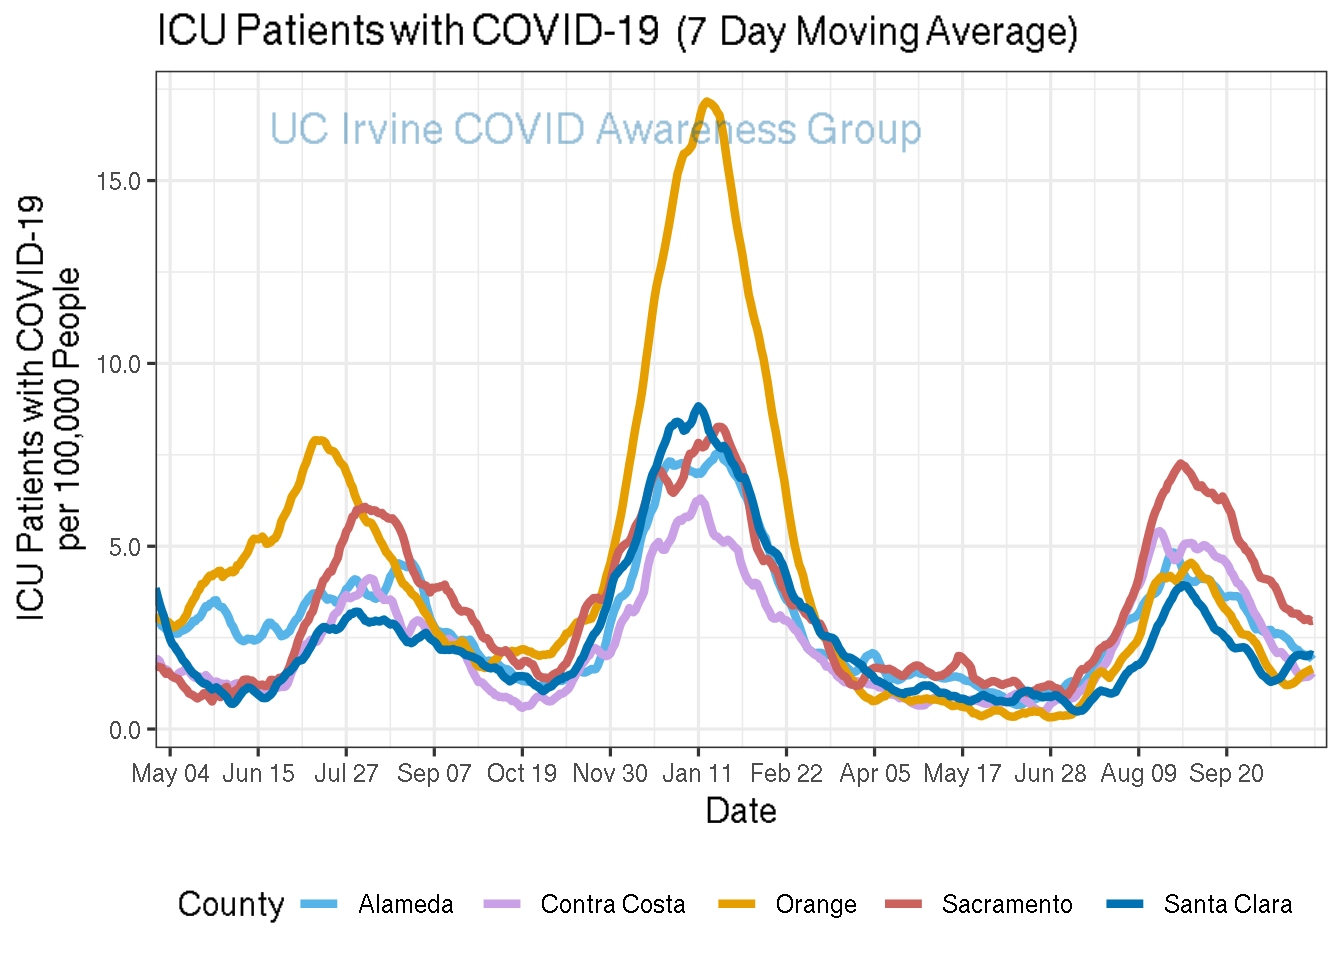 ICU Patients with COVID-19 (7 Day Moving Average)
UC Irvine COVID Awareness Group
ICU Patients with COVID-19
per 100,000 People
15.0
10.0
5.0
0.0
May 04 Jun 15 Jul 27 Sep 07 Oct 19 Nov 30 Jan 11 Feb 22 Apr 05 May 17 Jun 28 Aug 09 Sep 20
Date
County Alameda Contra Costa Orange Sacramento Santa Clara